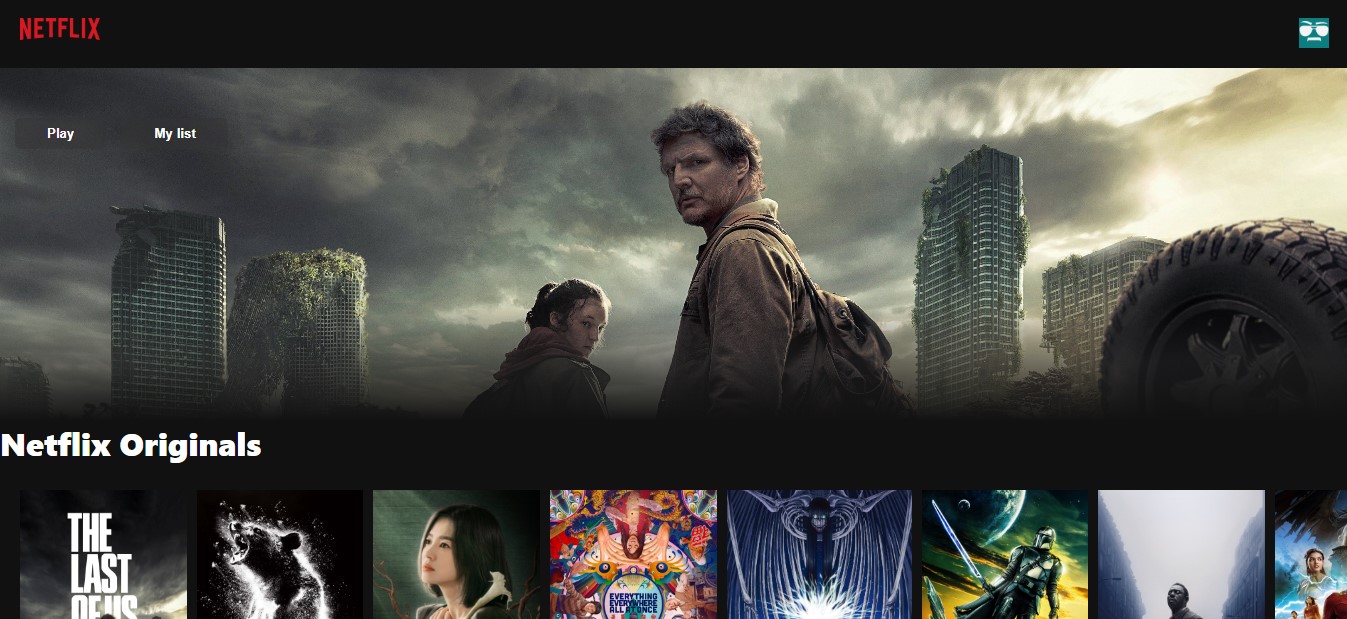 NETFLIX
Play
My list
Netflix Originals
THE
LAST
OF US
EVERYTHING
EVERYWHERE
ALL AT ONCE